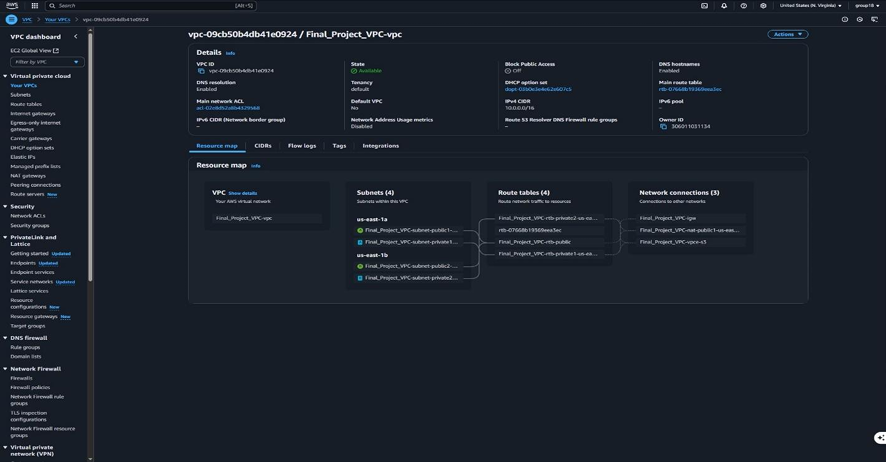 aws
Search
[Alt+S]
United States (N. Virginia)
group18
VPC
Your VPCs
vpc-09cb50b4db41e0924
VPC dashboard
EC2 Global View
Filter by VPC
Virtual private cloud
Your VPCs
Subnets
Route tables
Internet gateways
Egress-only Internet
gateways
Carrier gateways
DHCP option sets
Elastic IPs
Managed prefix lists
NAT gateways
Peering connections
Route servers New
Security
Network ACLs
Security groups
PrivateLink and
Lattice
Getting started Updated
Endpoints Updated
Endpoint services
Service networks Updated
Lattice services
Resource
configurations New
Resource gateways New
Target groups
DNS firewall
Rule groups
Domain lists
Network Firewall
Firewalls
Firewall policies
Network Firewall rule
groups
TLS inspection
configurations
Network Firewall resource
groups
Virtual private
network (VPN)
vpc-09cb50b4db41e0924 / Final_Project_VPC-vpc
Actions
Details Info
VPC ID
vpc-09cb50b4db41e0924
State
Available
Block Public Access
Off
DNS hostnames
Enabled
DNS resolution
Enabled
Tenancy
default
DHCP option set
Main route table
rtb-07668b19369eea3ec
Main network ACL
Default VPC
No
IPv4 CIDR
10.0.0.0/16
IPv6 pool
–
IPv6 CIDR (Network border group)
–
Network Address Usage metrics
Disabled
Route 53 Resolver DNS Firewall rule groups
–
Owner ID
306011031134
Resource map
CIDRs
Flow logs
Tags
Integrations
Resource map Info
VPC Show details
Your AWS virtual network
Final_Project_VPC-vpc
Subnets (4)
Subnets within this VPC
us-east-1a
Final_Project_VPC-subnet-public1-...
Final_Project_VPC-subnet-private1...
us-east-1b
Final_Project_VPC-subnet-public2-...
Final_Project_VPC-subnet-private2...
Route tables (4)
Route network traffic to resources
Final_Project_VPC-rtb-private2-us-ea...
rtb-07668b19369eea3ec
Final_Project_VPC-rtb-public
Final_Project_VPC-rtb-private1-us-ea...
Network connections (3)
Connections to other networks
Final_Project_VPC-igw
Final_Project_VPC-nat-public1-us-eas...
Final_Project_VPC-vpce-s3